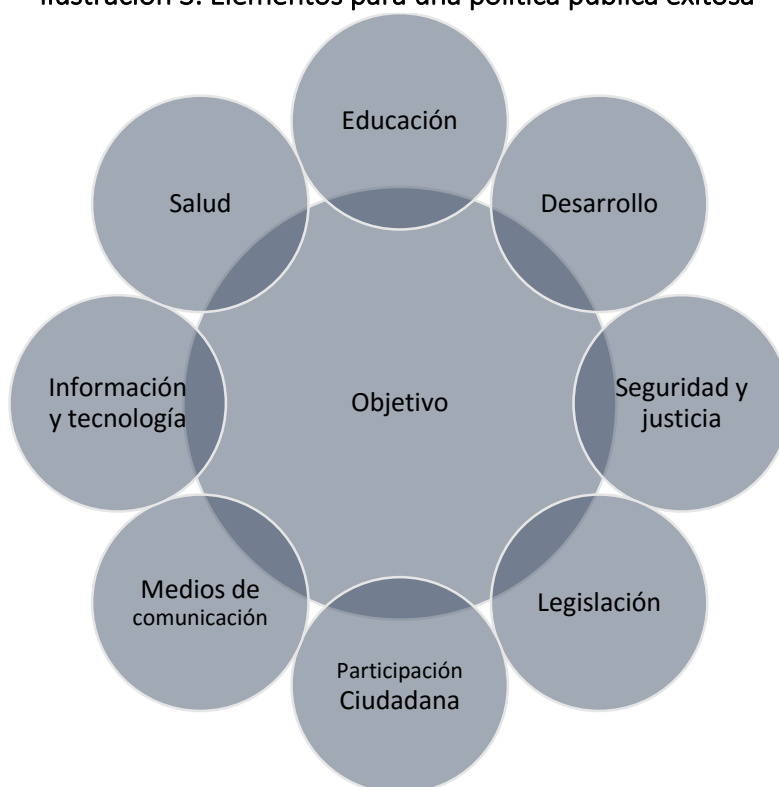 Ilustración 3. Elementos para una política pública exitosa
Educación
Salud
Desarrollo
Información
y tecnología
Objetivo
Seguridad y
justicia
Medios de
comunicación
Legislación
Participación
Ciudadana